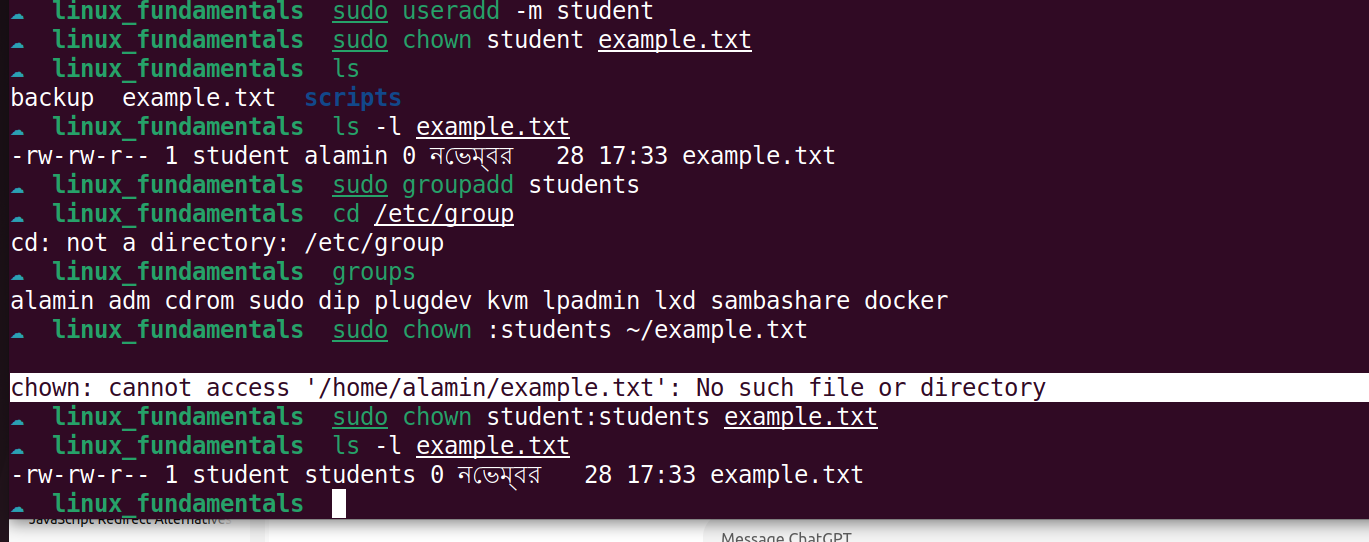 linux_fundamentals sudo useradd -m student
linux_fundamentals sudo chown student example.txt
linux_fundamentals ls
backup example.txt scripts
linux_fundamentals ls -l example.txt
-rw-rw-r-- 1 student alamin 0 নভেম্বর 28 17:33 example.txt
linux_fundamentals sudo groupadd students
linux_fundamentals cd /etc/group
cd: not a directory: /etc/group
linux_fundamentals groups
alamin adm cdrom sudo dip plugdev kvm lpadmin lxd sambashare docker
linux_fundamentals sudo chown :students ~/example.txt
chown: cannot access '/home/alamin/example.txt': No such file or directory
linux_fundamentals sudo chown student:students example.txt
linux_fundamentals ls -l example.txt
-rw-rw-r-- 1 student students 0 নভেম্বর 28 17:33 example.txt
linux_fundamentals
JavaScript Redirect Alternatives
Message ChatGPT